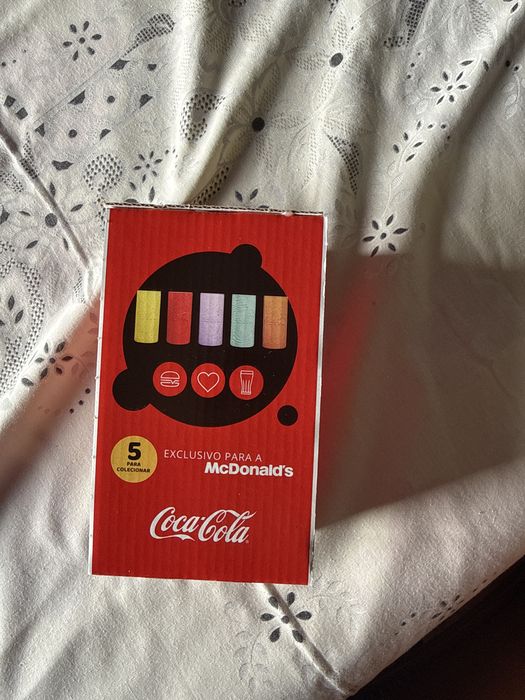 5
PARA
COLECIONAR
EXCLUSIVO PARA A
McDonald's
Coca-Cola